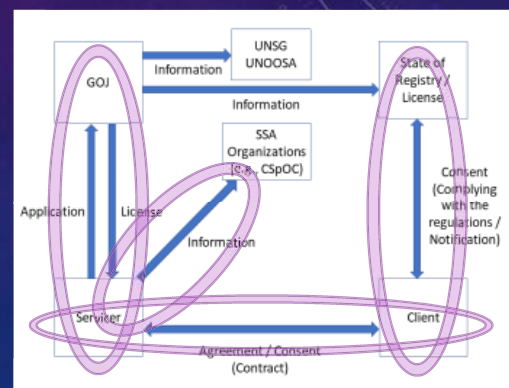 GOJ
Information
UNSG
UNOOSA
State of
Registry /
License
Information
SSA
Organizations
(e.g., CSpOC)
Application
License
Information
Consent
(Complying
with the
regulations /
Notification)
Servicer
Client
Agreement / Consent
(Contract)